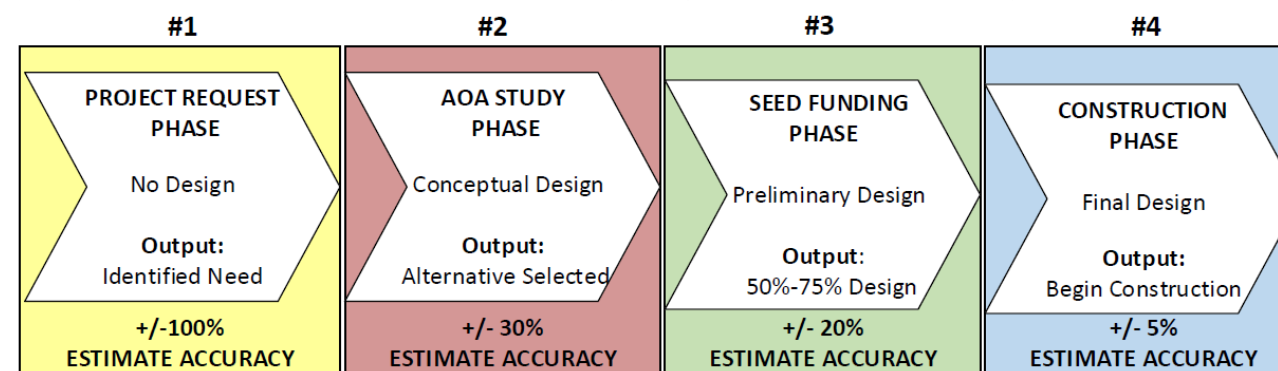 #1
PROJECT REQUEST
PHASE
No Design
Output:
Identified Need
+/-100%
ESTIMATE ACCURACY
#2
AOA STUDY
PHASE
Conceptual Design
Output:
Alternative Selected
+/- 30%
ESTIMATE ACCURACY
#3
SEED FUNDING
PHASE
Preliminary Design
Output:
50%-75% Design
+/- 20%
ESTIMATE ACCURACY
#4
CONSTRUCTION
PHASE
Final Design
Output:
Begin Construction
+/- 5%
ESTIMATE ACCURACY